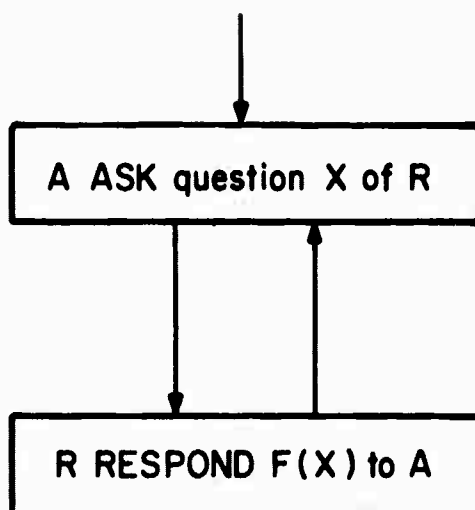 A ASK question X of R
R RESPOND F(X) to A